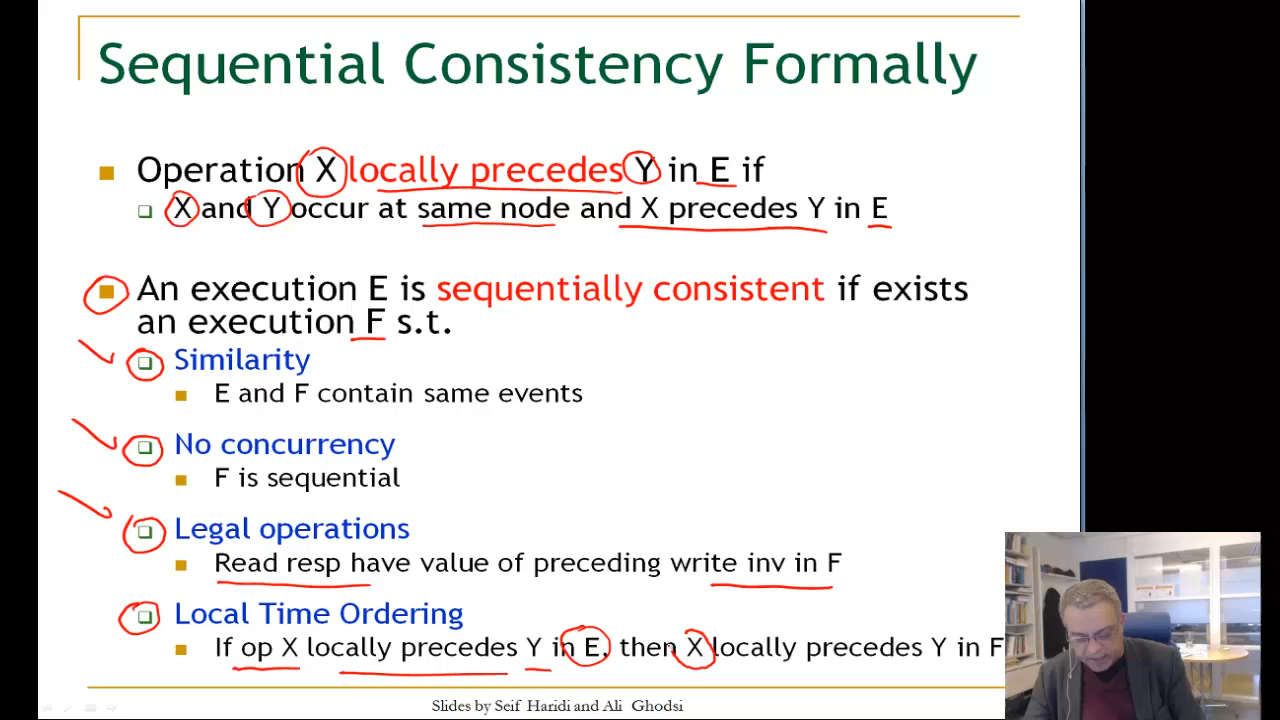 Sequential Consistency Formally
Operation X locally precedes Y in E if
X and Y occur at same node and X precedes Y in E
An execution E is sequentially consistent if exists
an execution F s.t.
Similarity
E and F contain same events
No concurrency
F is sequential
Legal operations
Read resp have value of preceding write inv in F
Local Time Ordering
If op X locally precedes Y in E, then X locally precedes Y in F
Slides by Seif Haridi and Ali Ghodsi